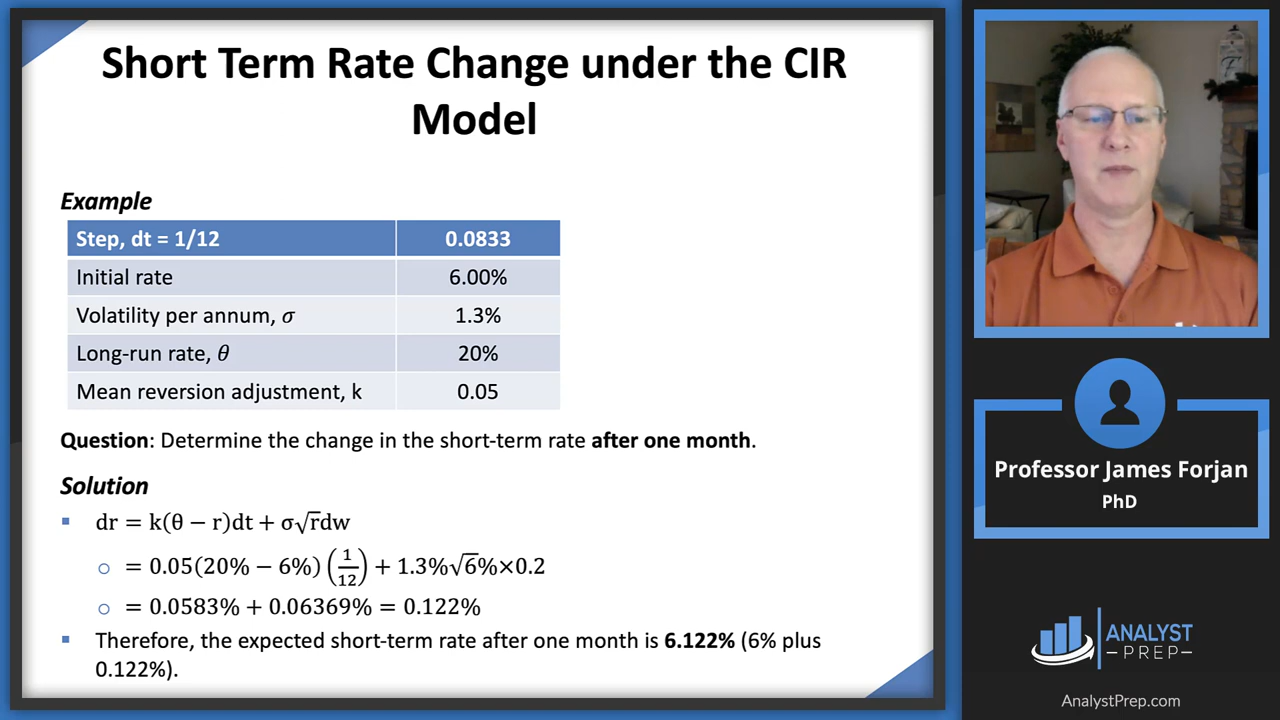 Short Term Rate Change under the CIR
Model
Example
Step, dt = 1/12 0.0833
Initial rate 6.00%
Volatility per annum, σ 1.3%
Long-run rate, θ 20%
Mean reversion adjustment, k 0.05
Question: Determine the change in the short-term rate after one month.
Solution
▪ dr = k(θ − r)dt + σ√rdw
○ = 0.05(20% − 6%)(1/12) + 1.3%√6%×0.2
○ = 0.0583% + 0.06369% = 0.122%
▪ Therefore, the expected short-term rate after one month is 6.122% (6% plus
0.122%).
Professor James Forjan
PhD
ANALYST
–PREP–
AnalystPrep.com